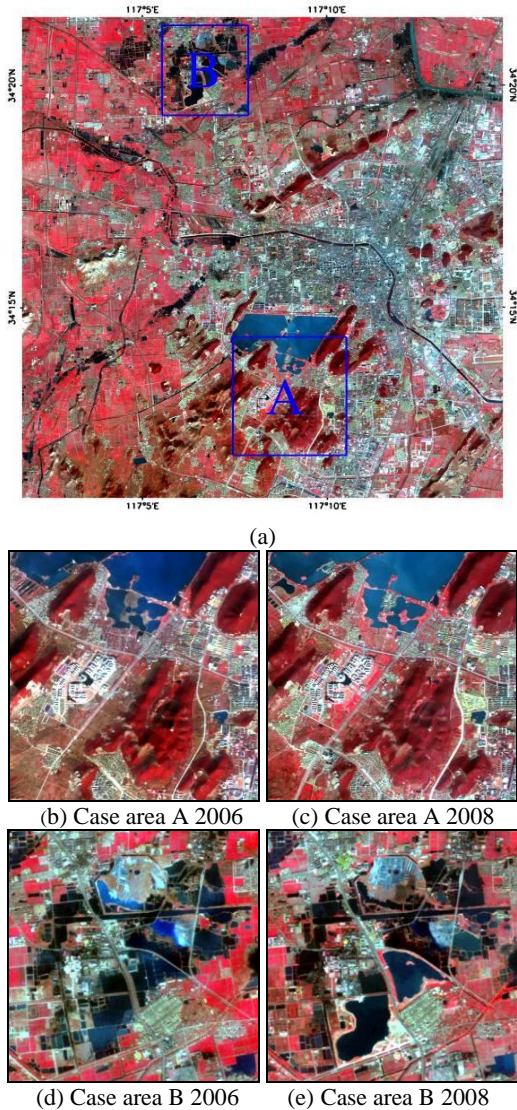 117°5'E 117°10'E
34°20'N 34°20'N
B
34°15'N 34°15'N
A
117°5'E 117°10'E
(a)
(b) Case area A 2006 (c) Case area A 2008
(d) Case area B 2006 (e) Case area B 2008